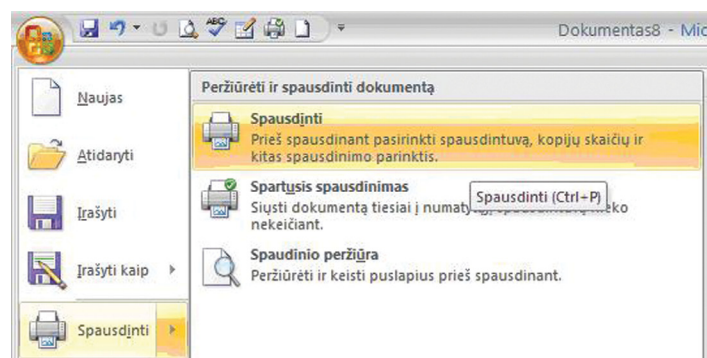 ABC
Dokumentas8 - Mic
Naujas
Atidaryti
Įrašyti
Įrašyti kaip
Spausdinti
Peržiūrėti ir spausdinti dokumentą
Spausdinti
Prieš spausdinant pasirinkti spausdintuvą, kopijų skaičių ir
kitas spausdinimo parinktis.
Spartusis spausdinimas
Siųsti dokumentą tiesiai į
nekeičiant.
Spausdinti (Ctrl+P)
Spaudinio peržiūra
Peržiūrėti ir keisti puslapius prieš spausdinant.